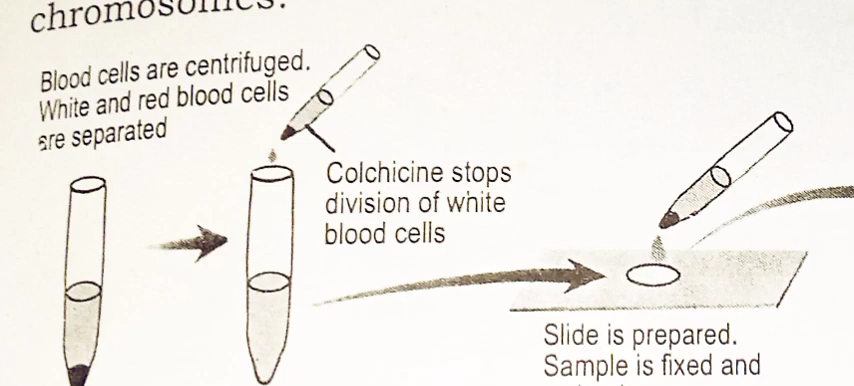 chromosomes.
Blood cells are centrifuged.
White and red blood cells
are separated
Colchicine stops
division of white
blood cells
Slide is prepared.
Sample is fixed and